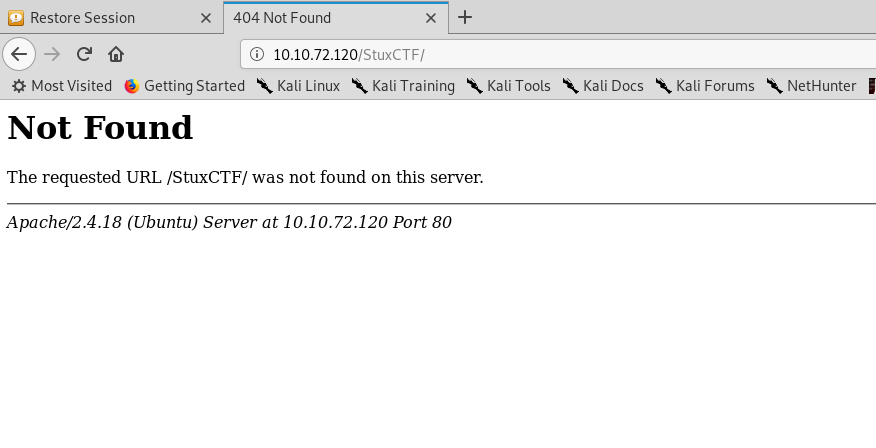 Restore Session
404 Not Found
10.10.72.120/StuxCTF/
Most Visited Getting Started Kali Linux Kali Training Kali Tools Kali Docs Kali Forums NetHunter
Not Found
The requested URL /StuxCTF/ was not found on this server.
Apache/2.4.18 (Ubuntu) Server at 10.10.72.120 Port 80